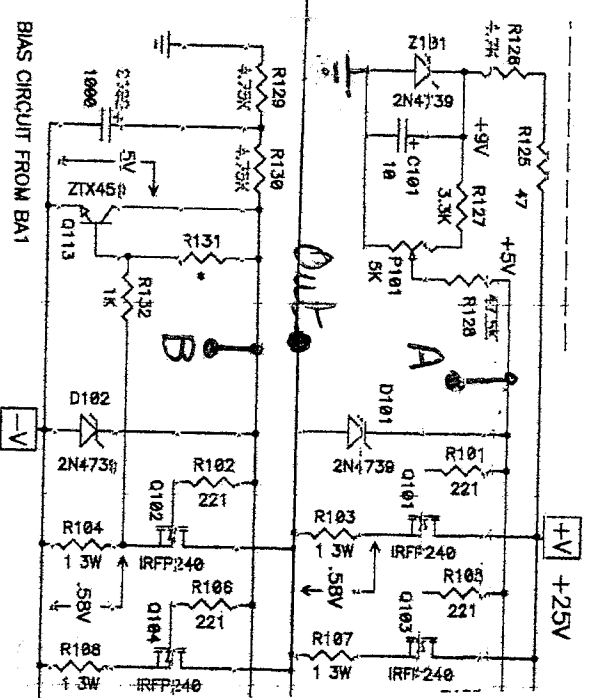 BIAS CIRCUIT FROM BA1
R126
4.7K
R125
47
Z101
2N4739
+9V
+
C101
10
R127
3.3K
P101
5K
+5V
R128
47.5K
R129
4.75K
R130
4.75K
+
1000
5V
ZTX450
Q113
R131
*
R132
1K
Out
A
B
D101
2N4739
D102
2N4739
-V
+V
+25V
R101
221
Q101
IRFP240
R103
1 3W
.58V
R102
221
Q102
IRFP240
R104
1 3W
.58V
R105
221
Q103
IRFP240
R107
1 3W
R106
221
Q104
IRFP240
R108
1 3W